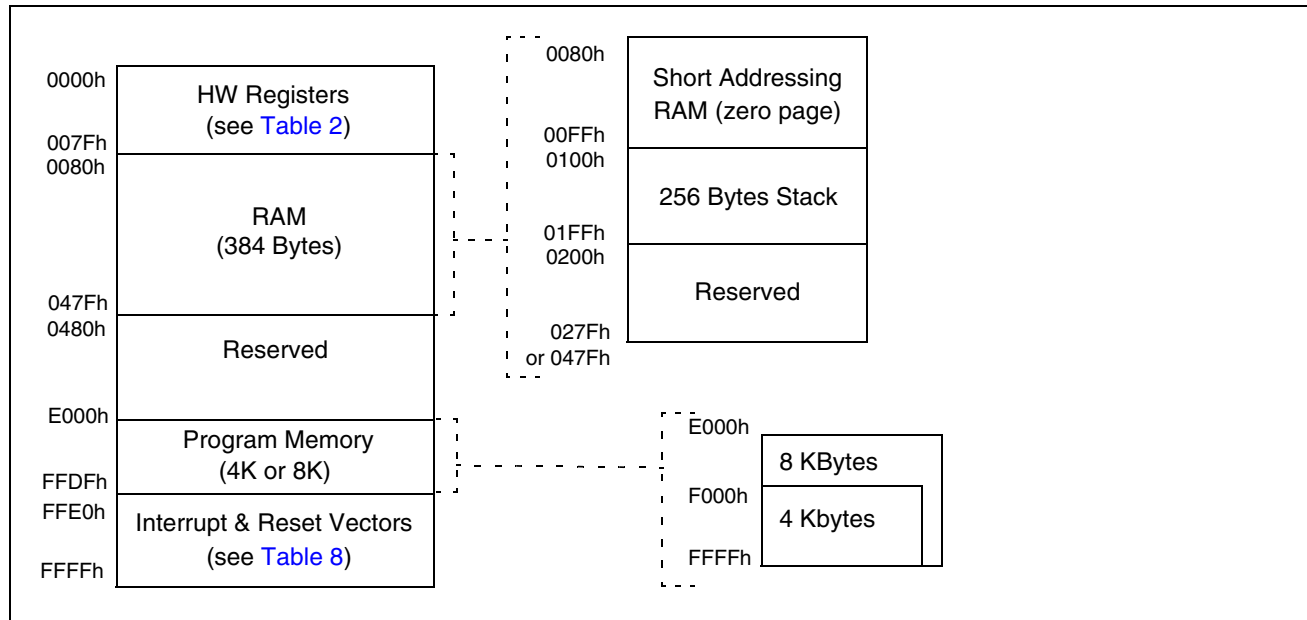 0000h
HW Registers
(see Table 2)
007Fh
0080h
RAM
(384 Bytes)
047Fh
0480h
Reserved
E000h
Program Memory
(4K or 8K)
FFDFh
FFE0h
Interrupt & Reset Vectors
(see Table 8)
FFFFh
0080h
Short Addressing
RAM (zero page)
00FFh
0100h
256 Bytes Stack
01FFh
0200h
Reserved
027Fh
or 047Fh
E000h
8 KBytes
F000h
4 Kbytes
FFFFh